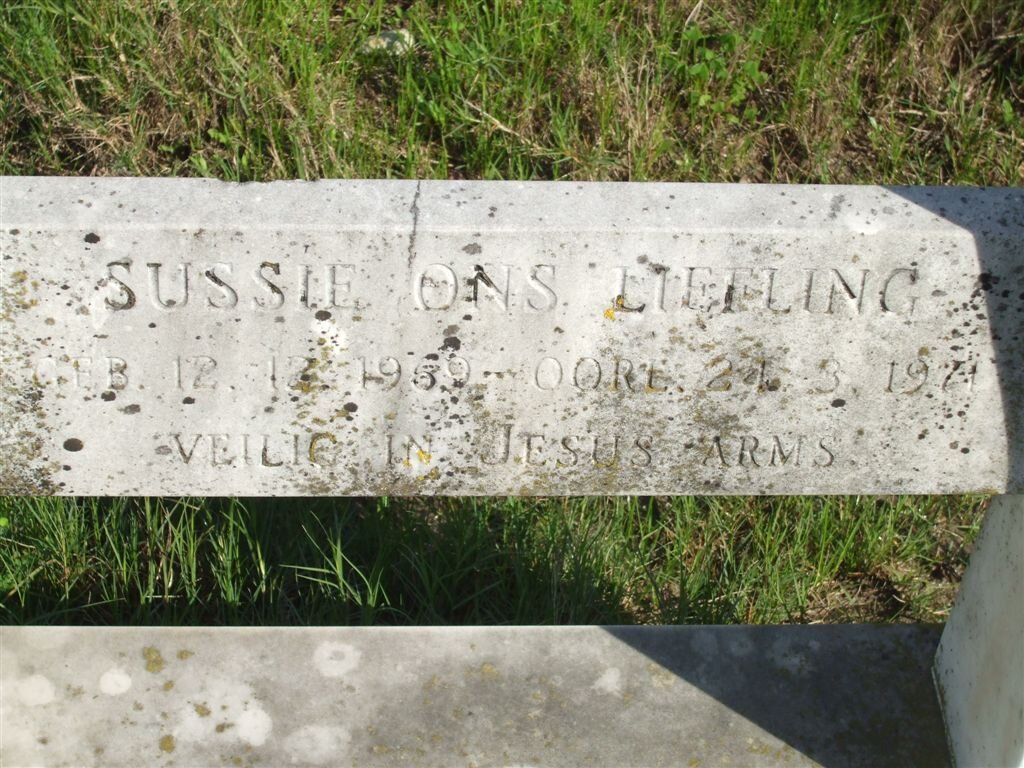 SUSSIE ONS LIEFLING
GEB. 12. 12. 1969 - OORL. 24. 3. 1971
VEILIG IN JESUS ARMS